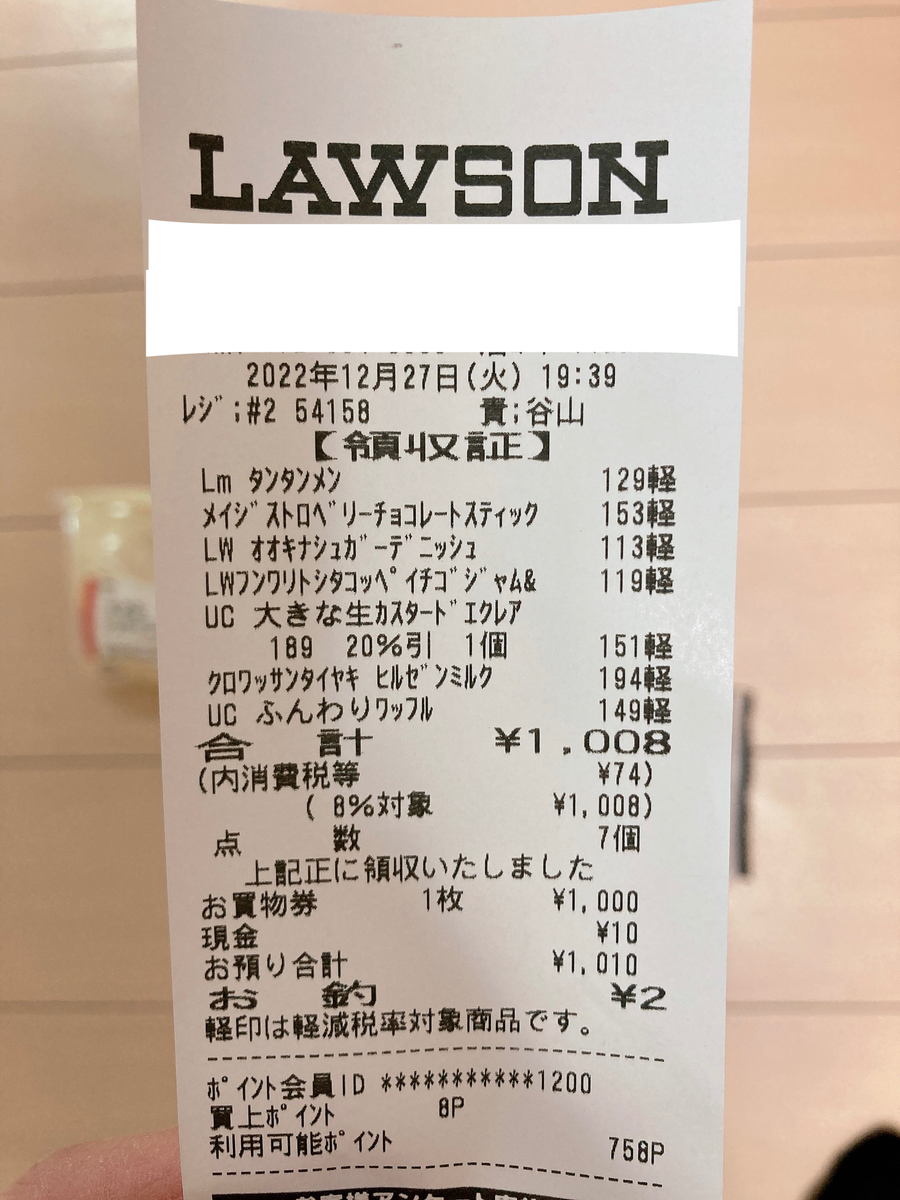 LAWSON
2022年12月27日(火) 19:39
ﾚｼﾞ;#2 54158 責;谷山
【領収証】
Lm ﾀﾝﾀﾝﾒﾝ 129軽
ﾒｲｼﾞｽﾄﾛﾍﾞﾘｰﾁｮｺﾚｰﾄｽﾃｨｯｸ 153軽
LW ｵｵｷﾅｼｭｶﾞｰﾃﾞﾆｯｼｭ 113軽
LWﾌﾝﾜﾘﾄｼﾀｺｯﾍﾟｲﾁｺﾞｼﾞｬﾑ& 119軽
UC 大きな生ｶｽﾀｰﾄﾞｴｸﾚｱ
189 20%引 1個 151軽
ｸﾛﾜｯｻﾝﾀｲﾔｷ ﾋﾙｾﾞﾝﾐﾙｸ 194軽
UC ふんわりﾜｯﾌﾙ 149軽
合 計 ¥1,008
(内消費税等 ¥74)
( 8%対象 ¥1,008)
点 数 7個
上記正に領収いたしました
お買物券 1枚 ¥1,000
現金 ¥10
お預り合計 ¥1,010
お 釣 ¥2
軽印は軽減税率対象商品です。
ﾎﾟｲﾝﾄ会員ID ***********1200
買上ﾎﾟｲﾝﾄ 8P
利用可能ﾎﾟｲﾝﾄ 758P